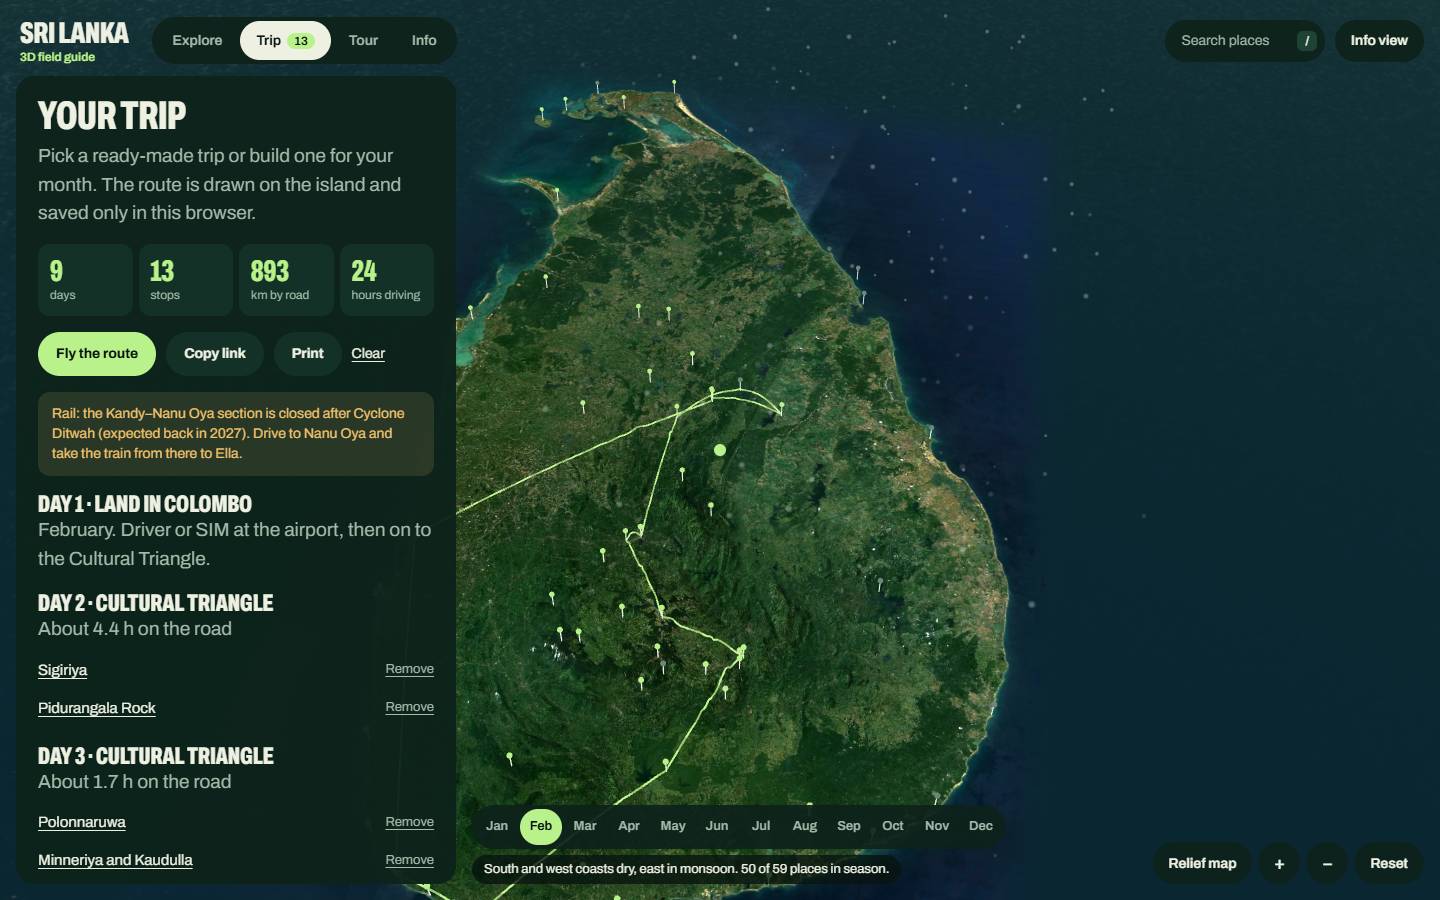 SRI LANKA
3D field guide
Explore
Trip 13
Tour
Info
Search places /
Info view
YOUR TRIP
Pick a ready-made trip or build one for your
month. The route is drawn on the island and
saved only in this browser.
9
days
13
stops
893
km by road
24
hours driving
Fly the route
Copy link
Print
Clear
Rail: the Kandy–Nanu Oya section is closed after Cyclone
Ditwah (expected back in 2027). Drive to Nanu Oya and
take the train from there to Ella.
DAY 1 · LAND IN COLOMBO
February. Driver or SIM at the airport, then on to
the Cultural Triangle.
DAY 2 · CULTURAL TRIANGLE
About 4.4 h on the road
Sigiriya Remove
Pidurangala Rock Remove
DAY 3 · CULTURAL TRIANGLE
About 1.7 h on the road
Polonnaruwa Remove
Minneriya and Kaudulla Remove
Jan Feb Mar Apr May Jun Jul Aug Sep Oct Nov Dec
South and west coasts dry, east in monsoon. 50 of 59 places in season.
Relief map
+
−
Reset